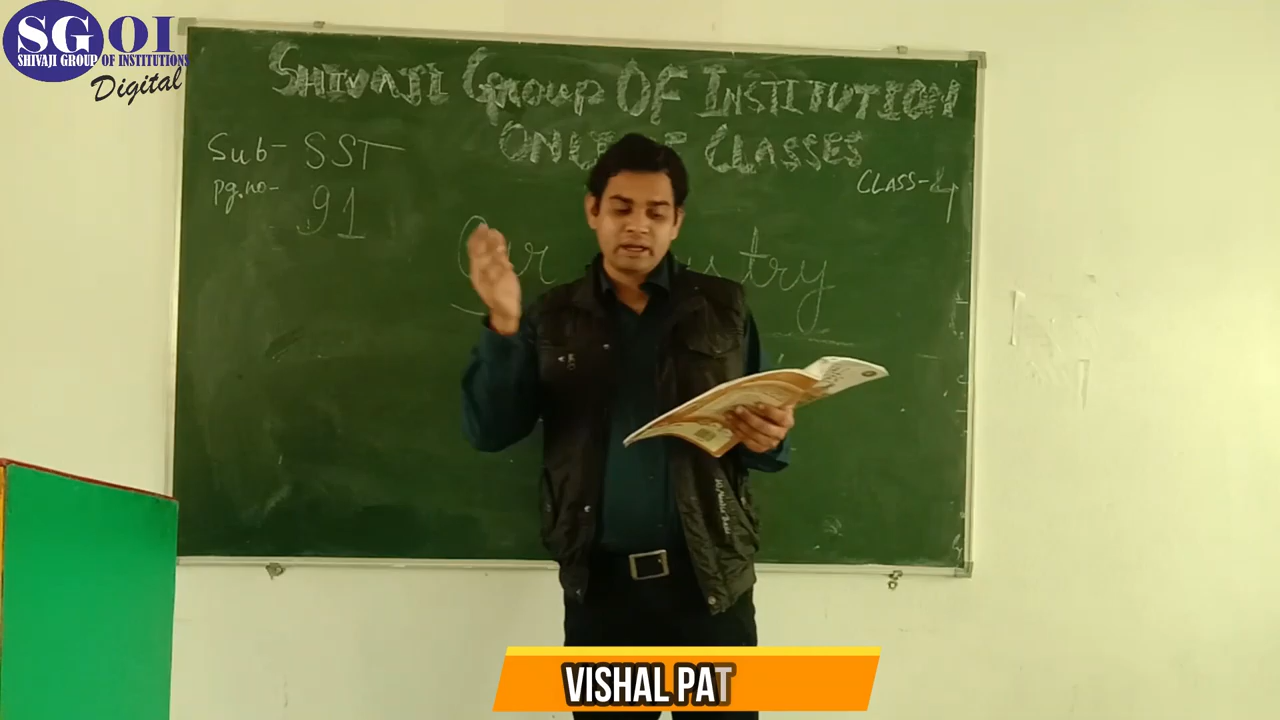 SGOI
SHIVAJI GROUP OF INSTITUTIONS
Digital
SHIVAJI GROUP OF INSTITUTION
CLASSES
Sub- SST
CLASS-4
pg.no- 91
VISHAL PAT